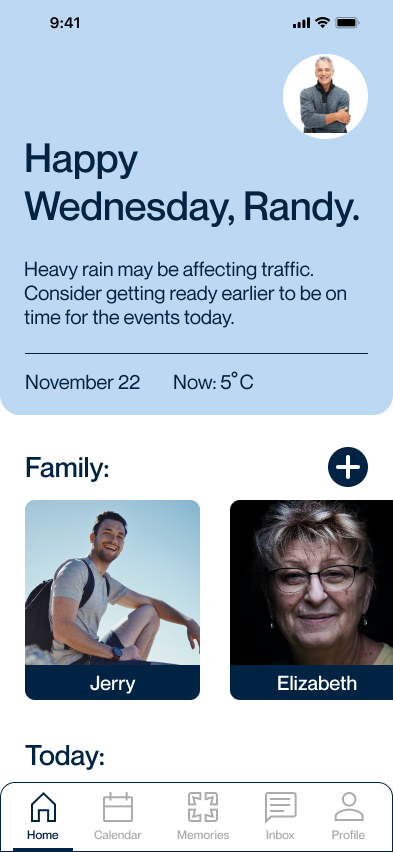 9:41
Happy
Wednesday, Randy.
Heavy rain may be affecting traffic.
Consider getting ready earlier to be on
time for the events today.
November 22 Now: 5°C
Family:
Jerry Elizabeth
Today:
Home Calendar Memories Inbox Profile